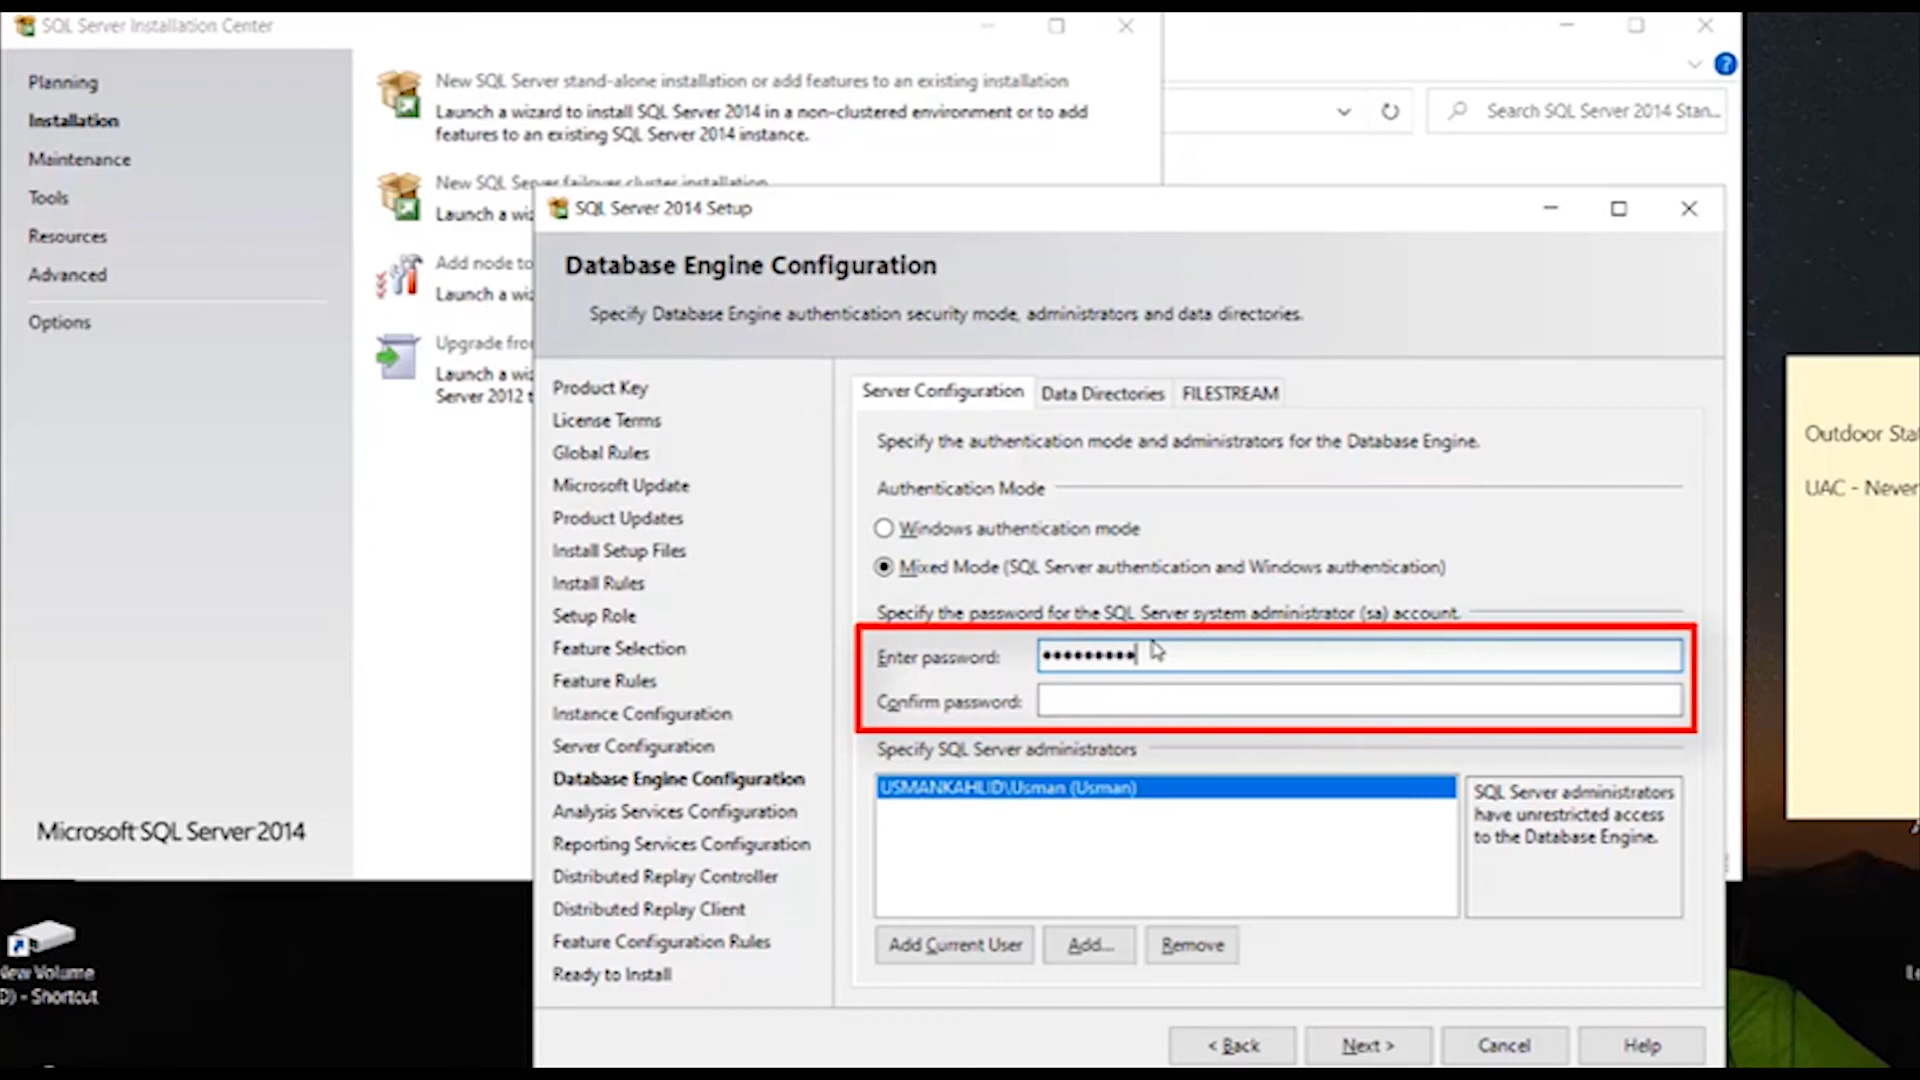 SQL Server Installation Center
Planning
Installation
Maintenance
Tools
Resources
Advanced
Options
Microsoft SQL Server 2014
New SQL Server stand-alone installation or add features to an existing installation
Launch a wizard to install SQL Server 2014 in a non-clustered environment or to add
features to an existing SQL Server 2014 instance.
New SQL Server failover cluster installation
Launch a wiz
Add node to
Launch a wiz
Upgrade from
Launch a wiz
Server 2012 t
Search SQL Server 2014 Stan...
SQL Server 2014 Setup
Database Engine Configuration
Specify Database Engine authentication security mode, administrators and data directories.
Product Key
License Terms
Global Rules
Microsoft Update
Product Updates
Install Setup Files
Install Rules
Setup Role
Feature Selection
Feature Rules
Instance Configuration
Server Configuration
Database Engine Configuration
Analysis Services Configuration
Reporting Services Configuration
Distributed Replay Controller
Distributed Replay Client
Feature Configuration Rules
Ready to Install
Server Configuration Data Directories FILESTREAM
Specify the authentication mode and administrators for the Database Engine.
Authentication Mode
Windows authentication mode
Mixed Mode (SQL Server authentication and Windows authentication)
Specify the password for the SQL Server system administrator (sa) account.
Enter password:
Confirm password:
Specify SQL Server administrators
USMANKAHLID\Usman (Usman)
SQL Server administrators
have unrestricted access
to the Database Engine.
Add Current User Add... Remove
< Back Next > Cancel Help
Outdoor Sta
UAC - Never
New Volume
D) - Shortcut